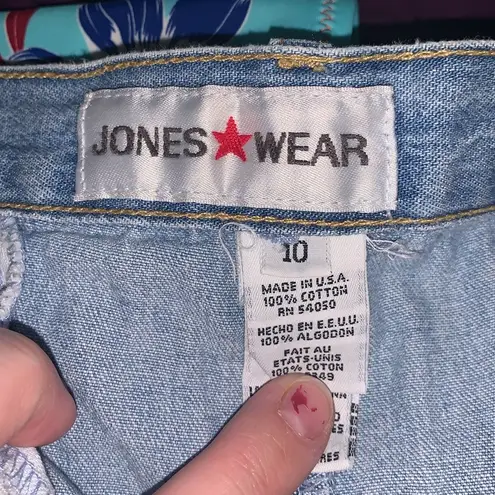 JONES WEAR
10
MADE IN U.S.A.
100% COTTON
RN 54050
HECHO EN E.E.U.U.
100% ALGODON
FAIT AU
ETATS-UNIS
100% COTON